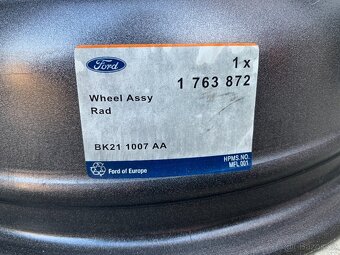 Ford
1 x
1 763 872
Wheel Assy
Rad
BK21 1007 AA
Ford of Europe
HPMS.NO.
MFL.001